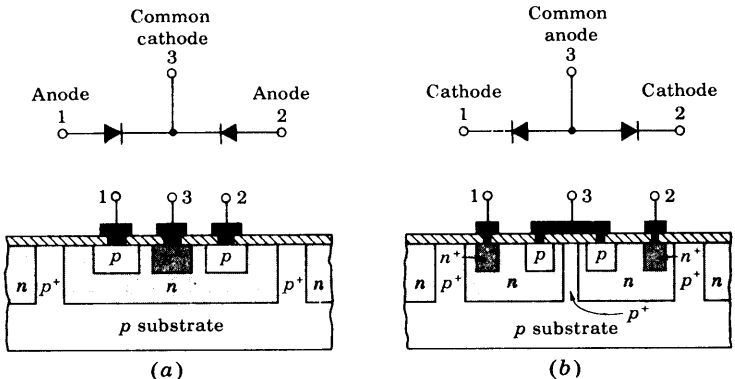 Common
cathode
3
Anode
1
Anode
2
1 3 2
p p
n p+ n p+ n
p substrate
(a)
Common
anode
3
Cathode
1
Cathode
2
1 3 2
n+ p p n+
n p+ n n p+ n
p substrate p+
(b)